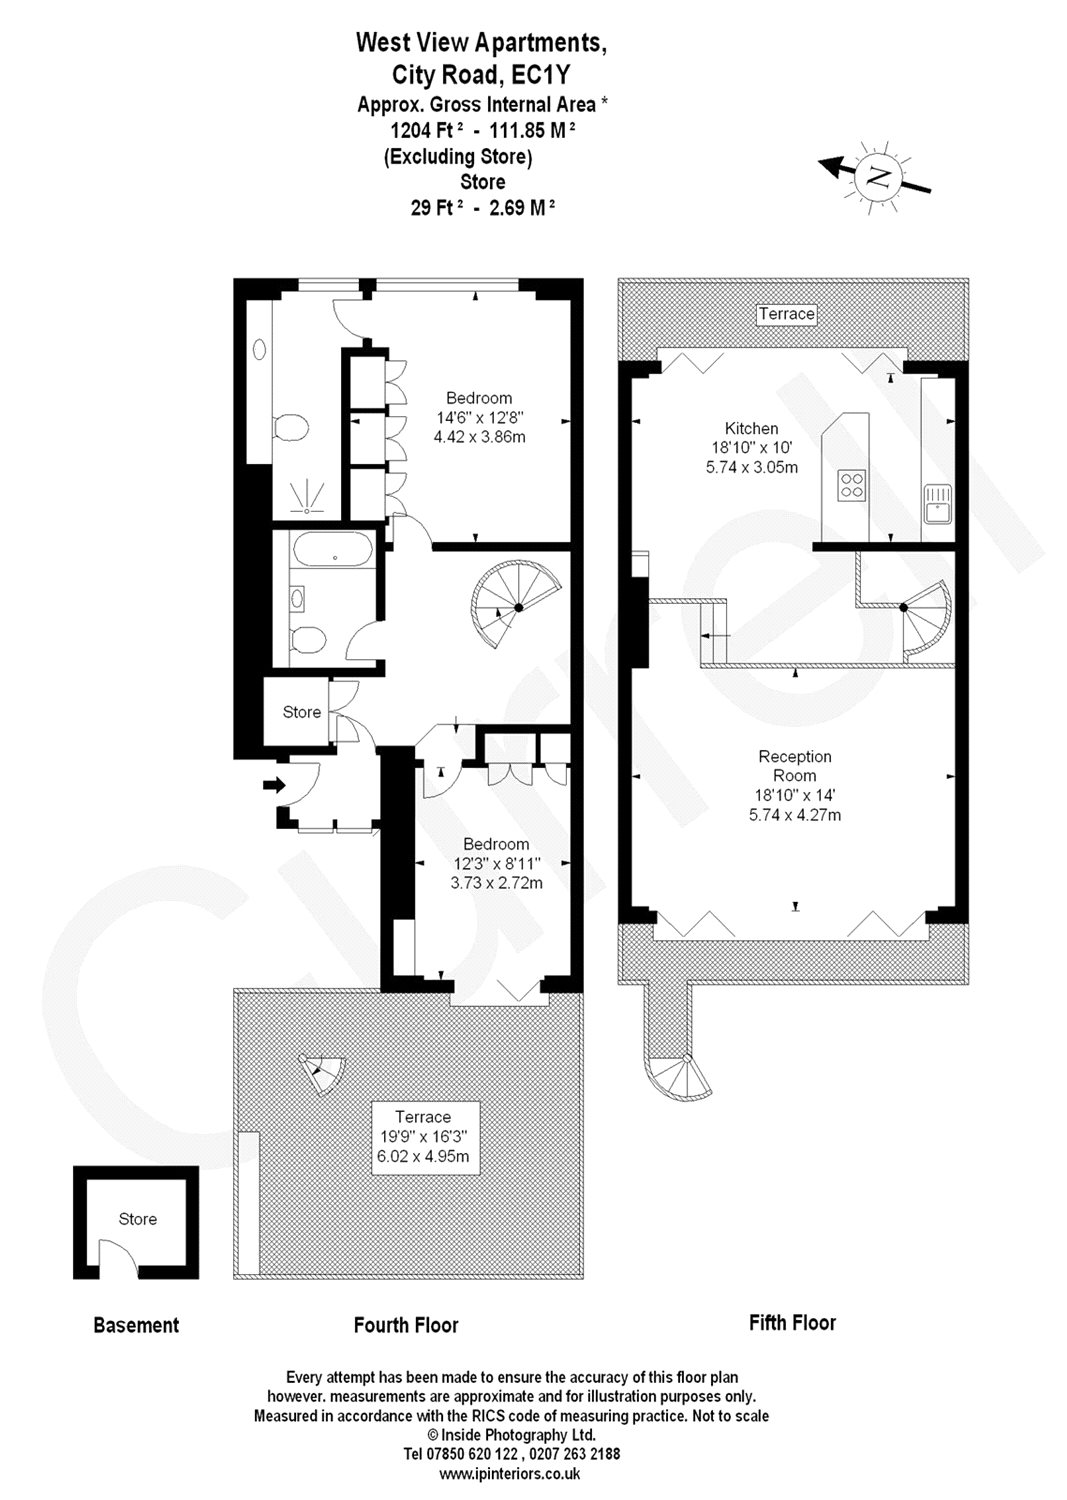 West View Apartments,
City Road, EC1Y
Approx. Gross Internal Area *
1204 Ft² - 111.85 M²
(Excluding Store)
Store
29 Ft² - 2.69 M²
N
Bedroom
14'6" x 12'8"
4.42 x 3.86m
Store
Bedroom
12'3" x 8'11"
3.73 x 2.72m
Terrace
19'9" x 16'3"
6.02 x 4.95m
Terrace
Kitchen
18'10" x 10'
5.74 x 3.05m
Reception
Room
18'10" x 14'
5.74 x 4.27m
Store
Basement
Fourth Floor
Fifth Floor
Currell
Every attempt has been made to ensure the accuracy of this floor plan
however. measurements are approximate and for illustration purposes only.
Measured in accordance with the RICS code of measuring practice. Not to scale
© Inside Photography Ltd.
Tel 07850 620 122 , 0207 263 2188
www.ipinteriors.co.uk